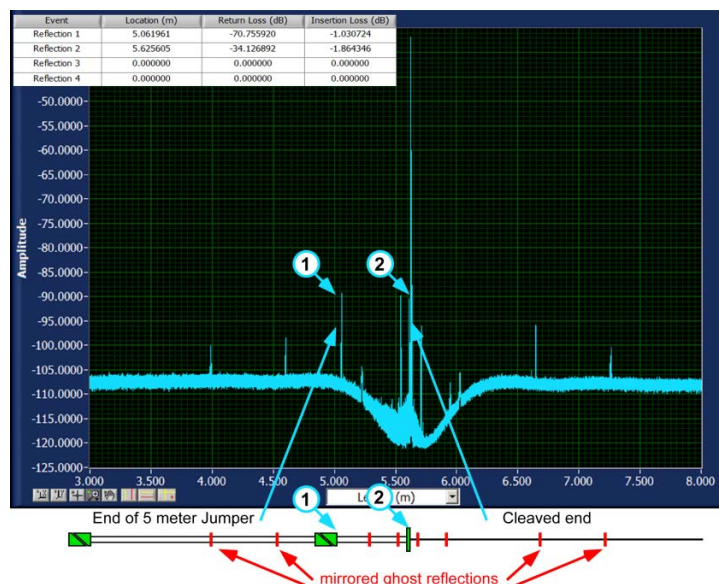 Event Location (m) Return Loss (dB) Insertion Loss (dB)
Reflection 1 5.061961 -70.755920 -1.030724
Reflection 2 5.625605 -34.126892 -1.864346
Reflection 3 0.000000 0.000000 0.000000
Reflection 4 0.000000 0.000000 0.000000
-50.0000-
-55.0000-
-60.0000-
-65.0000-
-70.0000-
-75.0000-
-80.0000-
-85.0000-
-90.0000-
-95.0000-
-100.0000-
-105.0000-
-110.0000-
-115.0000-
-120.0000-
-125.0000-
Amplitude
1
2
3.000 3.500 4.000 4.500 5.000 5.500 6.000 6.500 7.000 7.500 8.000
(m)
1
2
End of 5 meter Jumper
Cleaved end
mirrored ghost reflections